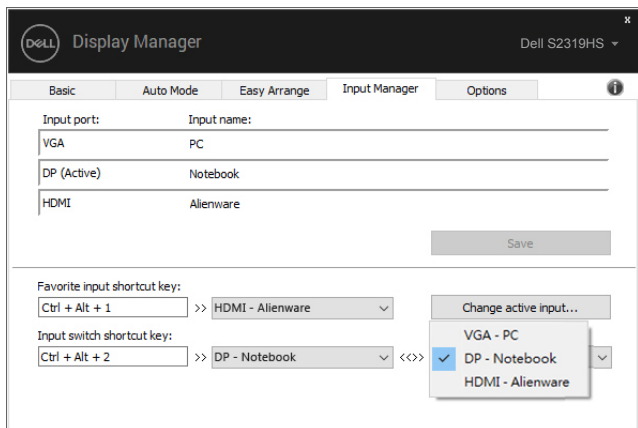 x
DELL Display Manager Dell S2319HS
Basic Auto Mode Easy Arrange Input Manager Options i
Input port: Input name:
VGA PC
DP (Active) Notebook
HDMI Alienware
Save
Favorite input shortcut key:
Ctrl + Alt + 1 >> HDMI - Alienware Change active input...
Input switch shortcut key:
VGA - PC
Ctrl + Alt + 2 >> DP - Notebook <<>> DP - Notebook
HDMI - Alienware